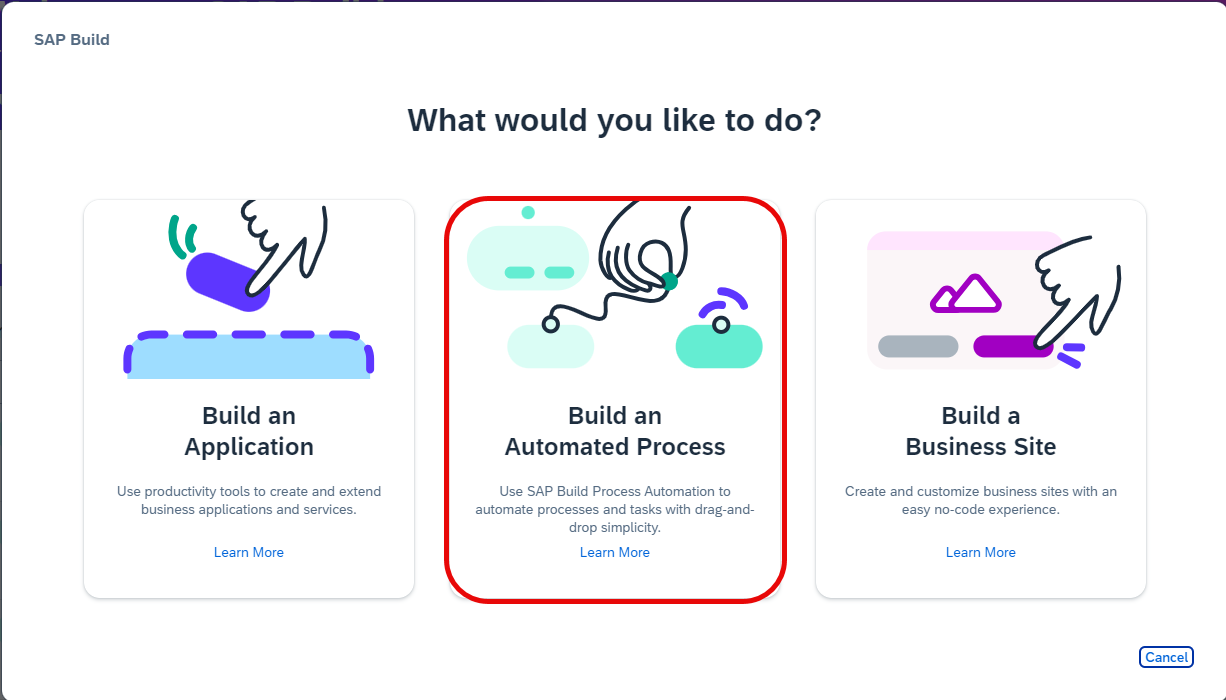 SAP Build
What would you like to do?
Build an
Application
Use productivity tools to create and extend
business applications and services.
Learn More
Build an
Automated Process
Use SAP Build Process Automation to
automate processes and tasks with drag-and-
drop simplicity.
Learn More
Build a
Business Site
Create and customize business sites with an
easy no-code experience.
Learn More
Cancel